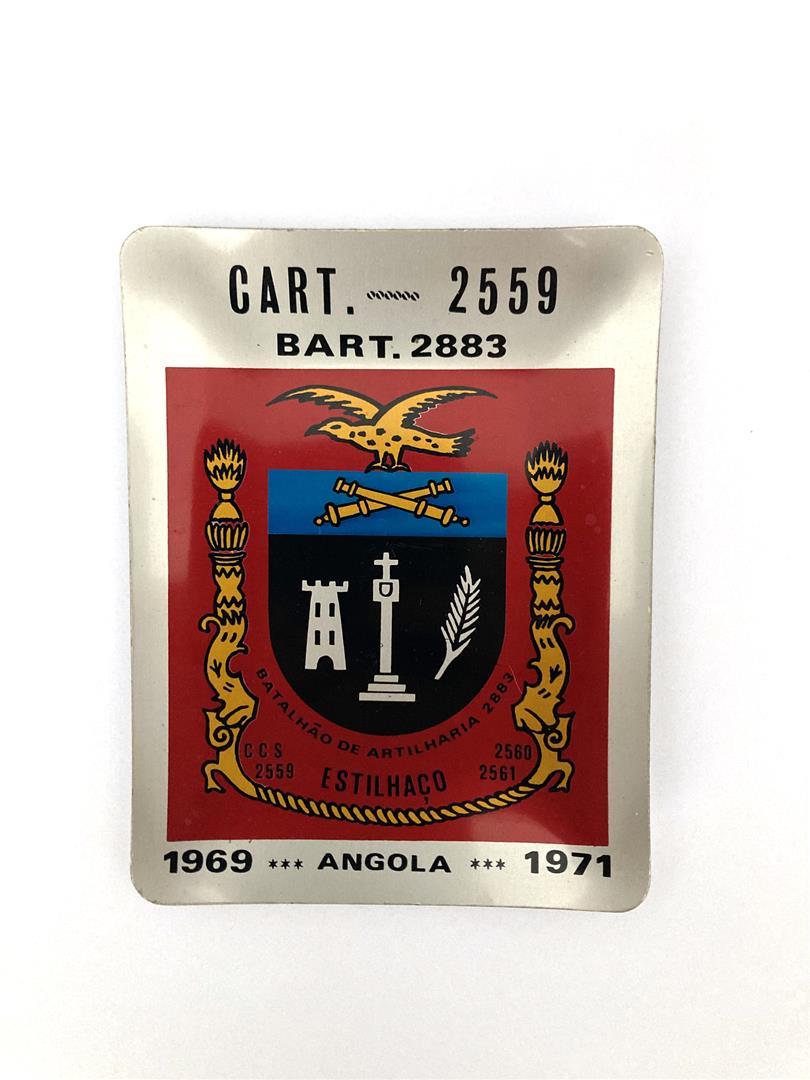 CART. 2559
BART. 2883
BATALHÃO DE ARTILHARIA 2883
CCS 2560
2559 ESTILHAÇO 2561
1969 *** ANGOLA *** 1971